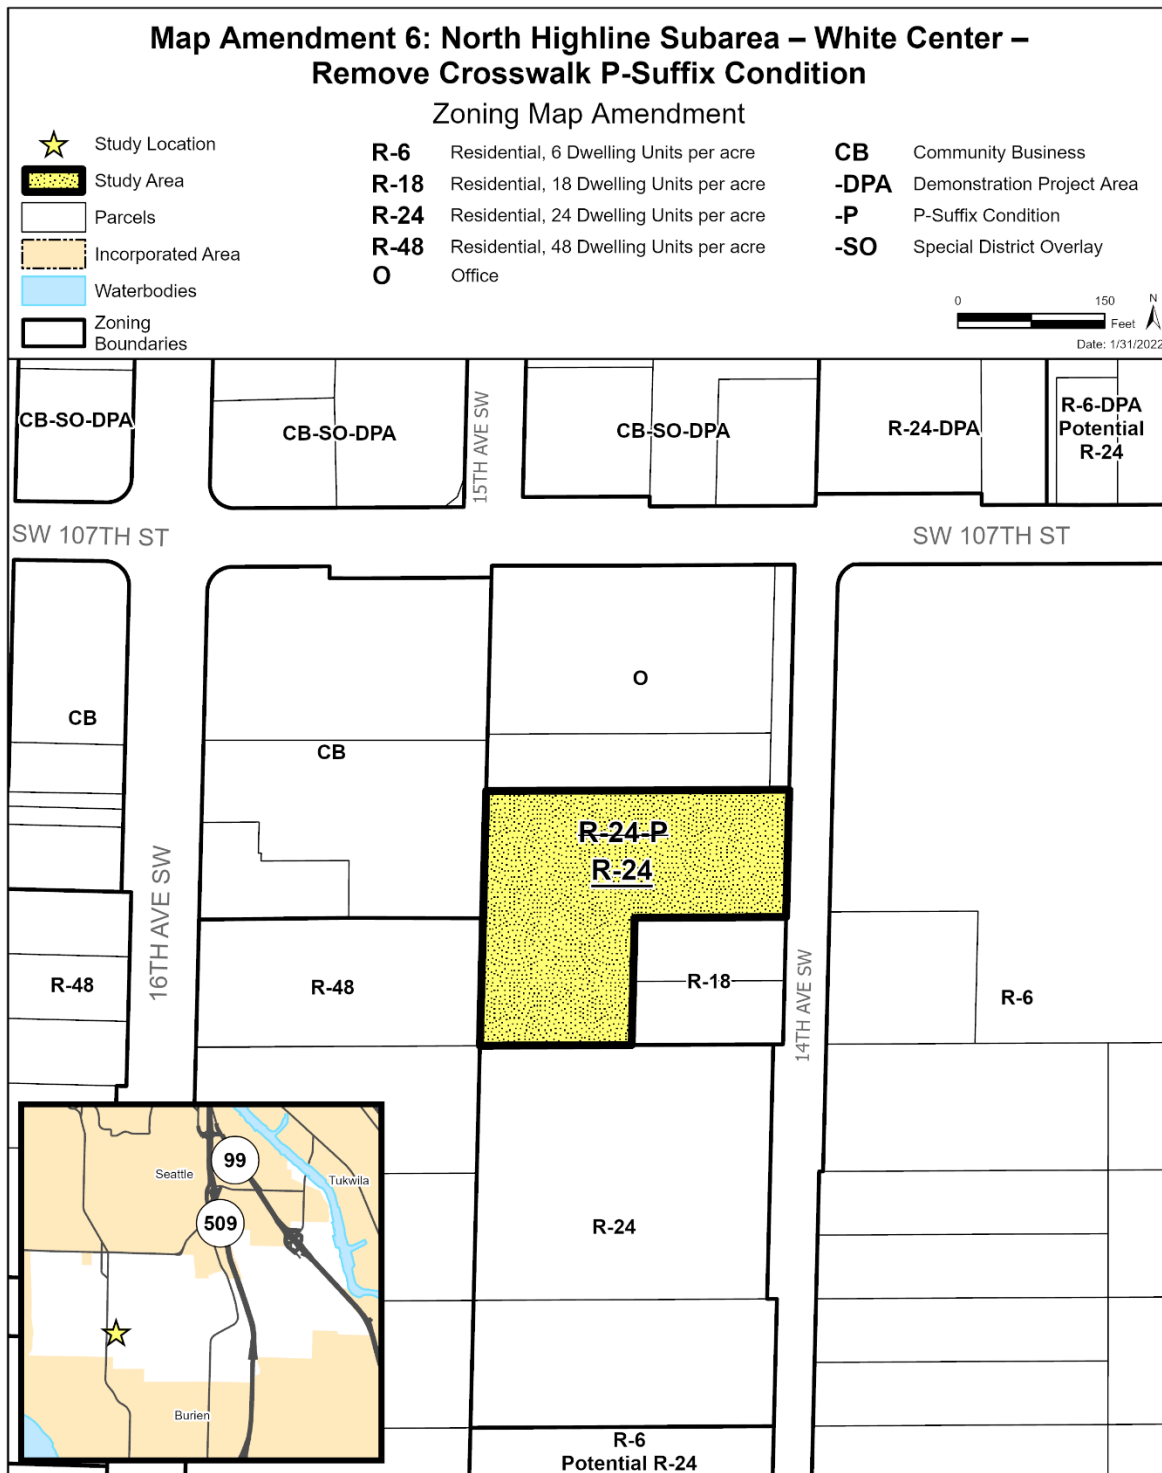 Map Amendment 6: North Highline Subarea – White Center –
Remove Crosswalk P-Suffix Condition
Zoning Map Amendment
Study Location
Study Area
Parcels
Incorporated Area
Waterbodies
Zoning
Boundaries
R-6 Residential, 6 Dwelling Units per acre
R-18 Residential, 18 Dwelling Units per acre
R-24 Residential, 24 Dwelling Units per acre
R-48 Residential, 48 Dwelling Units per acre
O Office
CB Community Business
-DPA Demonstration Project Area
-P P-Suffix Condition
-SO Special District Overlay
0 150
Feet
N
Date: 1/31/2022
CB-SO-DPA
CB-SO-DPA
15TH AVE SW
CB-SO-DPA
R-24-DPA
R-6-DPA
Potential
R-24
SW 107TH ST
SW 107TH ST
CB
CB
O
R-24-P
R-24
16TH AVE SW
R-48
R-48
R-18
14TH AVE SW
R-6
99
Seattle
Tukwila
509
Burien
R-24
R-6
Potential R-24